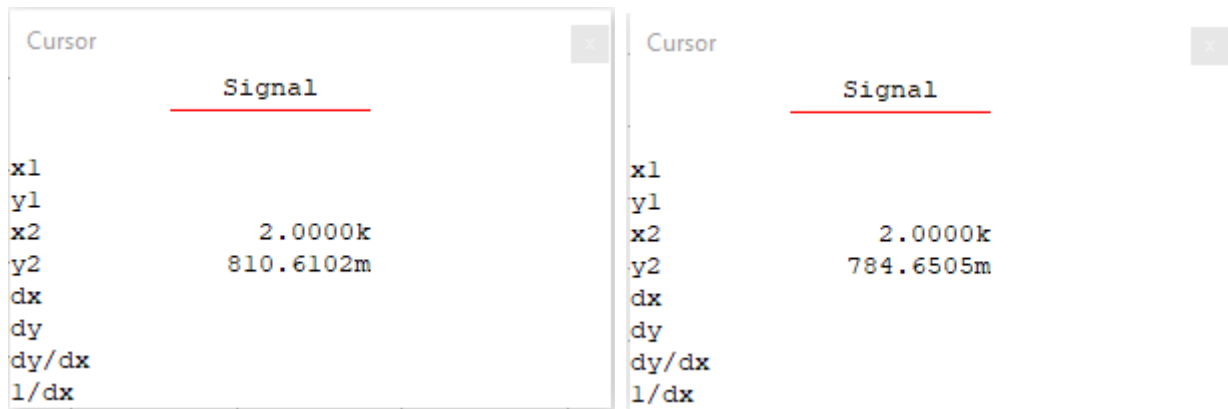 Cursor x
Signal
x1
y1
x2 2.0000k
y2 810.6102m
dx
dy
dy/dx
1/dx
Cursor x
Signal
x1
y1
x2 2.0000k
y2 784.6505m
dx
dy
dy/dx
1/dx